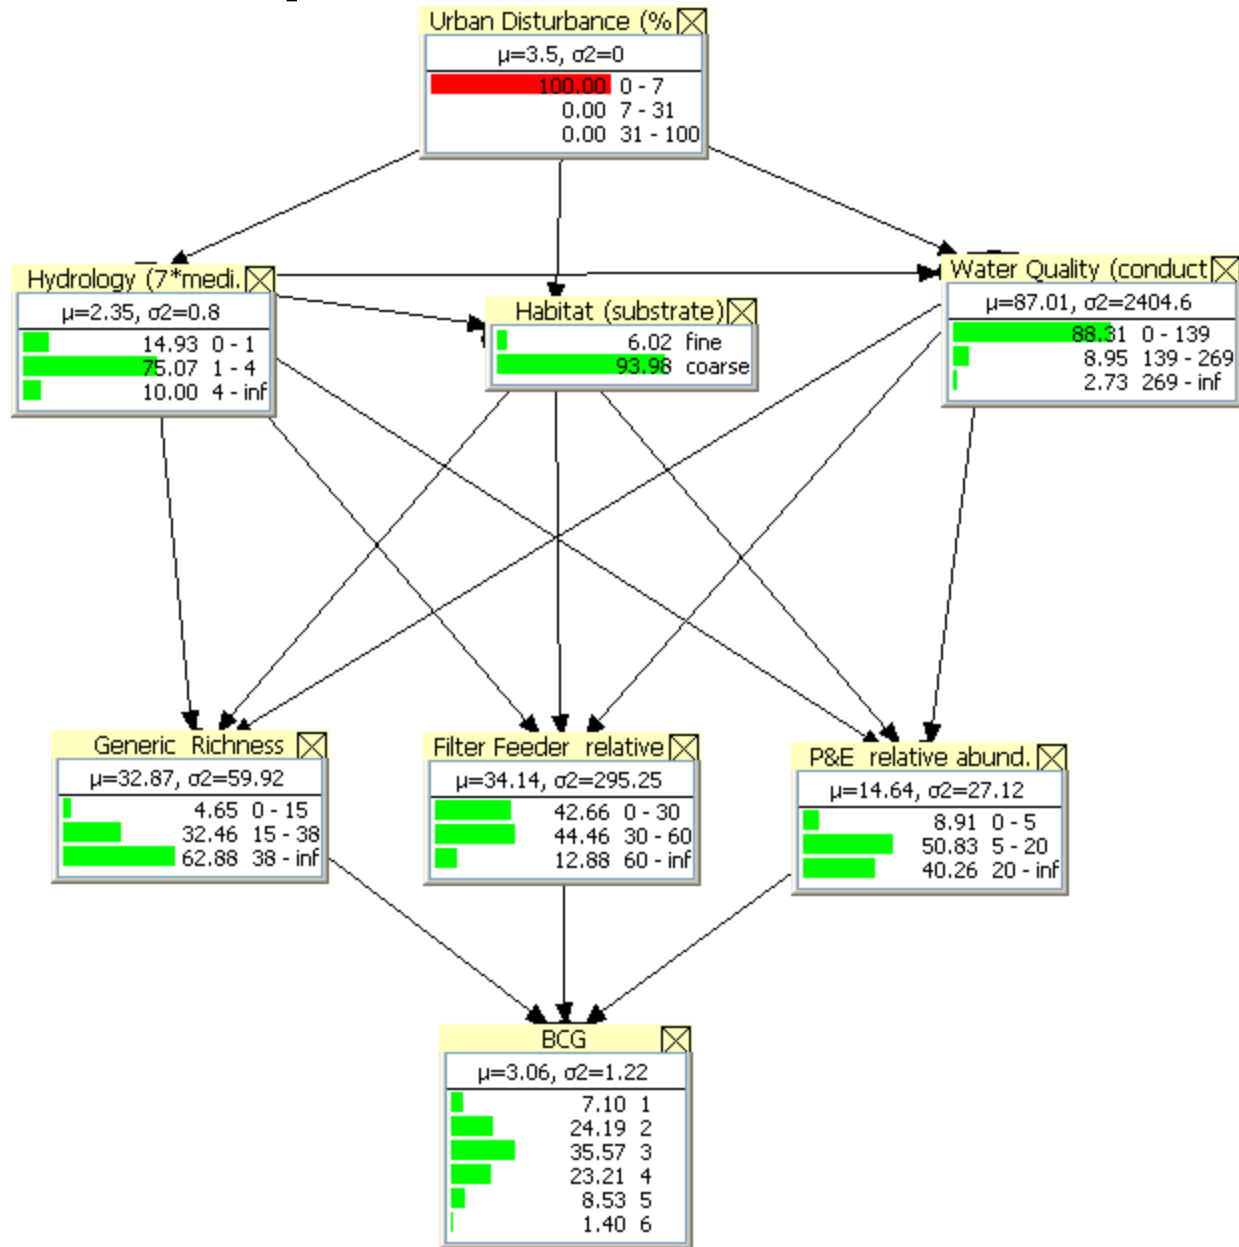 Urban Disturbance (%
μ=3.5, σ2=0
100.00 0 - 7
0.00 7 - 31
0.00 31 - 100
Hydrology (7*medi.
μ=2.35, σ2=0.8
14.93 0 - 1
75.07 1 - 4
10.00 4 - inf
Habitat (substrate)
6.02 fine
93.98 coarse
Water Quality (conduct
μ=87.01, σ2=2404.6
88.31 0 - 139
8.95 139 - 269
2.73 269 - inf
Generic Richness
μ=32.87, σ2=59.92
4.65 0 - 15
32.46 15 - 38
62.88 38 - inf
Filter Feeder relative
μ=34.14, σ2=295.25
42.66 0 - 30
44.46 30 - 60
12.88 60 - inf
P&E relative abund.
μ=14.64, σ2=27.12
8.91 0 - 5
50.83 5 - 20
40.26 20 - inf
BCG
μ=3.06, σ2=1.22
7.10 1
24.19 2
35.57 3
23.21 4
8.53 5
1.40 6